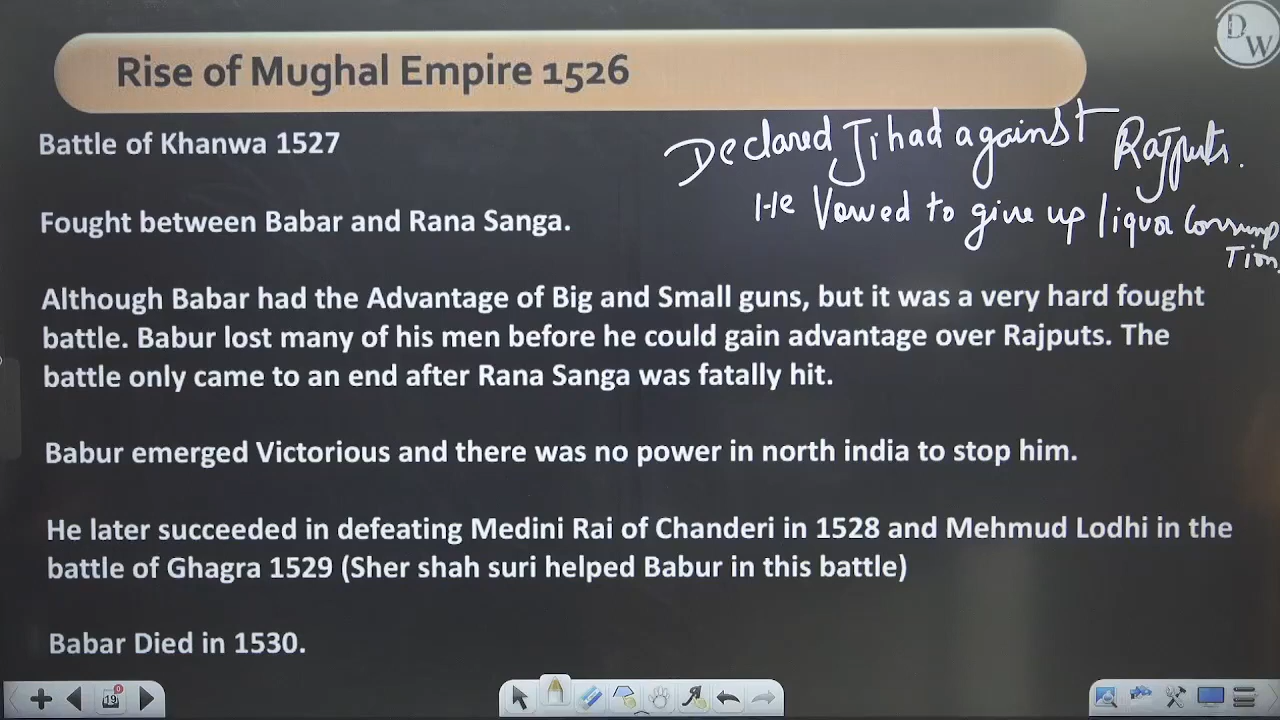 DW
Rise of Mughal Empire 1526
Declared Jihad against Rajputs.
Battle of Khanwa 1527
He Vowed to give up liquor Consump
Tion
Fought between Babar and Rana Sanga.
Although Babar had the Advantage of Big and Small guns, but it was a very hard fought
battle. Babur lost many of his men before he could gain advantage over Rajputs. The
battle only came to an end after Rana Sanga was fatally hit.
Babur emerged Victorious and there was no power in north india to stop him.
He later succeeded in defeating Medini Rai of Chanderi in 1528 and Mehmud Lodhi in the
battle of Ghagra 1529 (Sher shah suri helped Babur in this battle)
Babar Died in 1530.
19